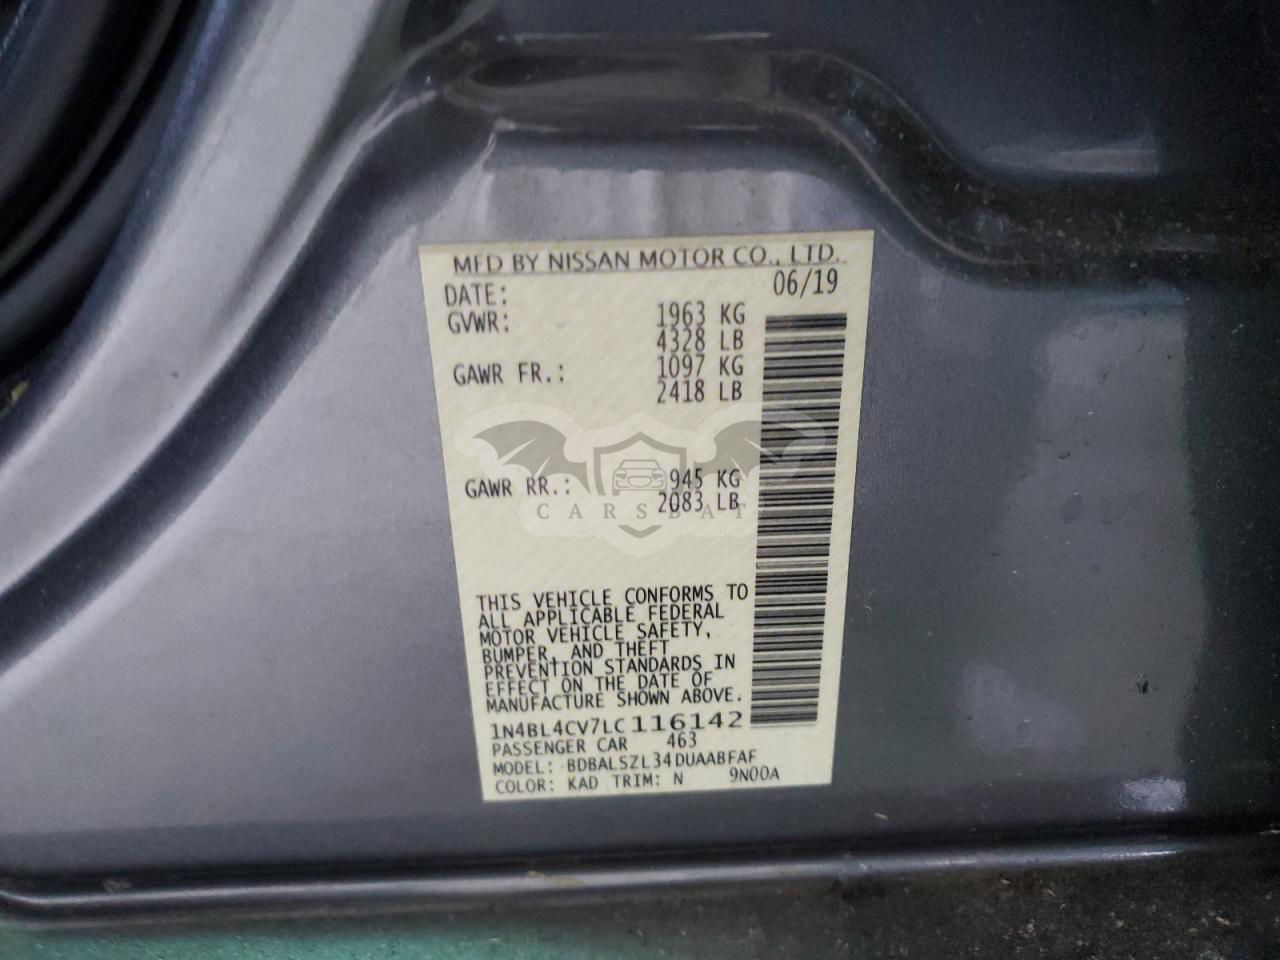 MFD BY NISSAN MOTOR CO., LTD.
DATE: 06/19
GVWR: 1963 KG
4328 LB
GAWR FR.: 1097 KG
2418 LB
GAWR RR.: 945 KG
2083 LB
CARSBAT
THIS VEHICLE CONFORMS TO
ALL APPLICABLE FEDERAL
MOTOR VEHICLE SAFETY,
BUMPER, AND THEFT
PREVENTION STANDARDS IN
EFFECT ON THE DATE OF
MANUFACTURE SHOWN ABOVE.
1N4BL4CV7LC116142
PASSENGER CAR 463
MODEL: BDBALSZL34DUAABFAF
COLOR: KAD TRIM: N 9N00A